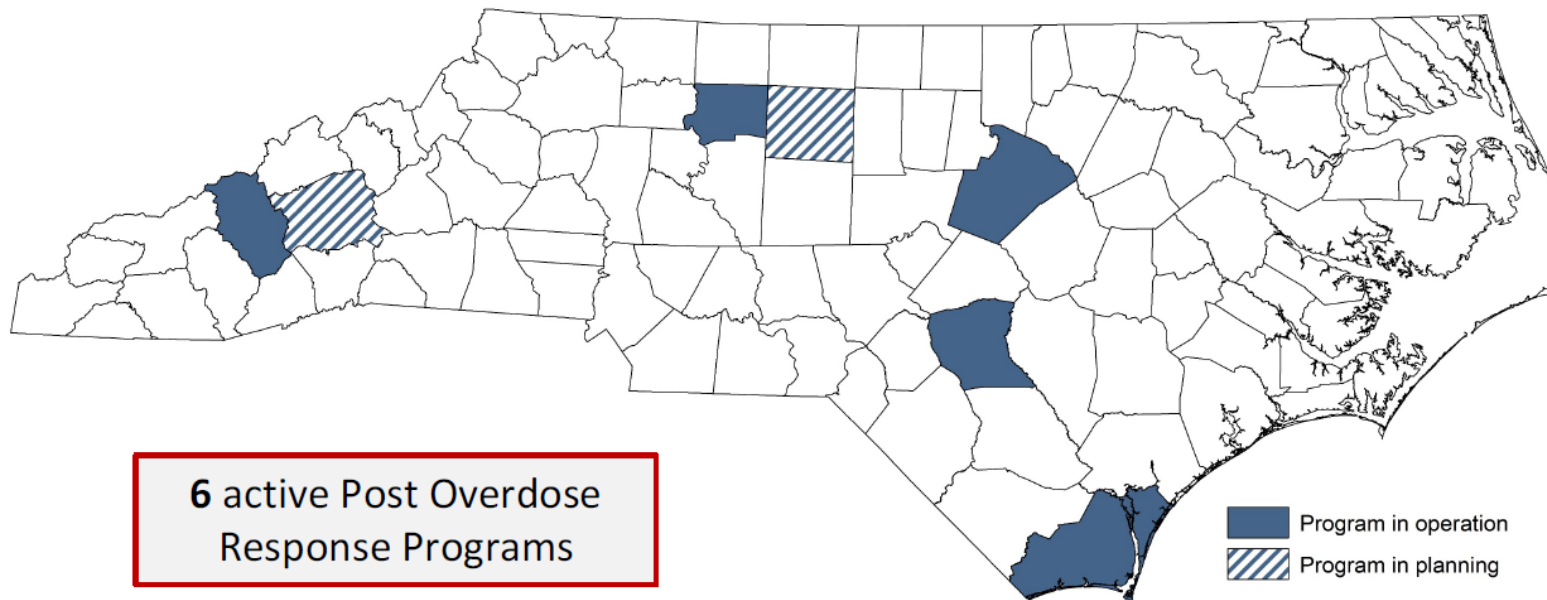 6 active Post Overdose
Response Programs
Program in operation
Program in planning